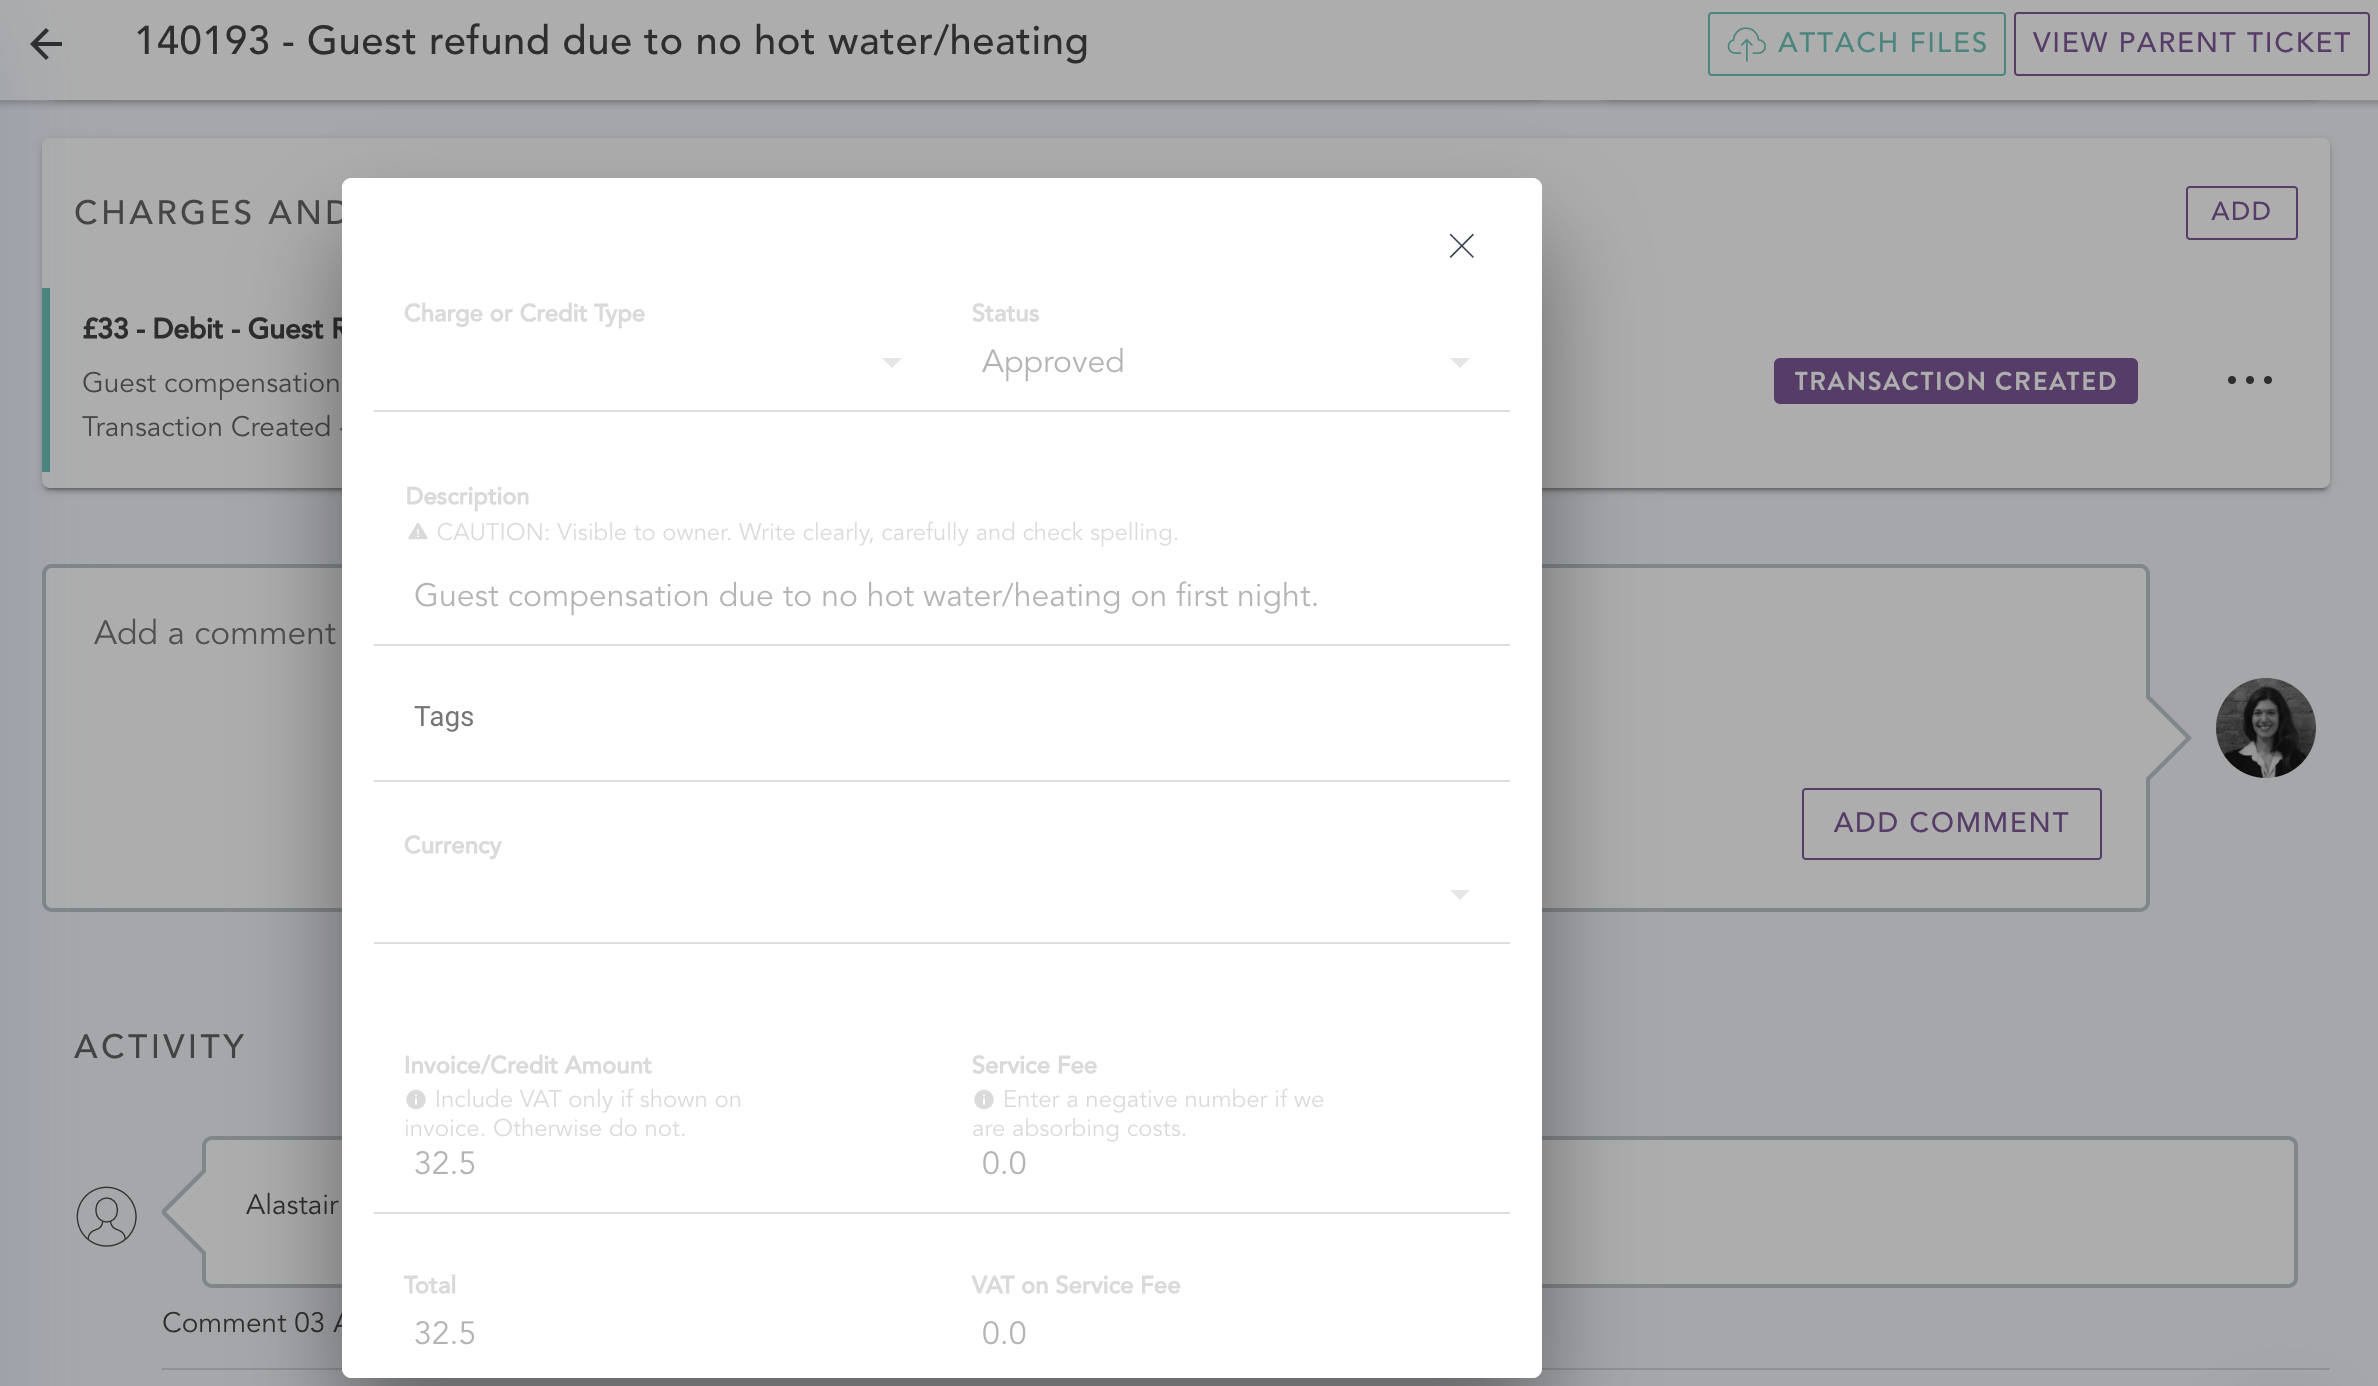 140193 - Guest refund due to no hot water/heating
ATTACH FILES
VIEW PARENT TICKET
CHARGES AND
ADD
£33 - Debit - Guest
Guest compensation
Transaction Created -
TRANSACTION CREATED
Charge or Credit Type
Status
Approved
Description
CAUTION: Visible to owner. Write clearly, carefully and check spelling.
Guest compensation due to no hot water/heating on first night.
Tags
Currency
Add a comment
ADD COMMENT
Invoice/Credit Amount
Include VAT only if shown on
invoice. Otherwise do not.
32.5
Service Fee
Enter a negative number if we
are absorbing costs.
0.0
Total
32.5
VAT on Service Fee
0.0
ACTIVITY
Alastair
Comment 03